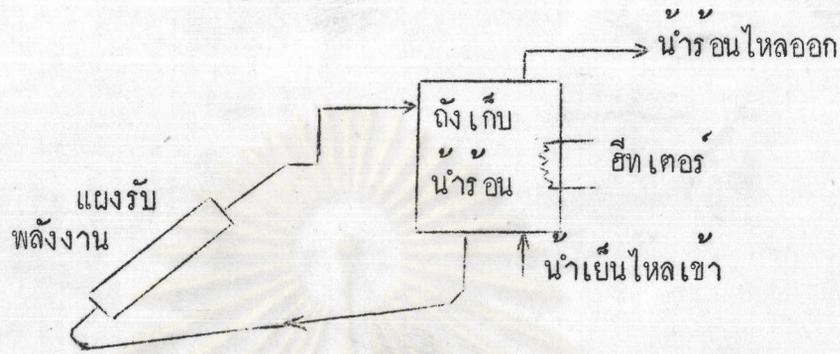 น้ำร้อนไหลออก
ถังเก็บ
น้ำร้อน
ฮีทเตอร์
แผงรับ
พลังงาน
น้ำเย็นไหลเข้า